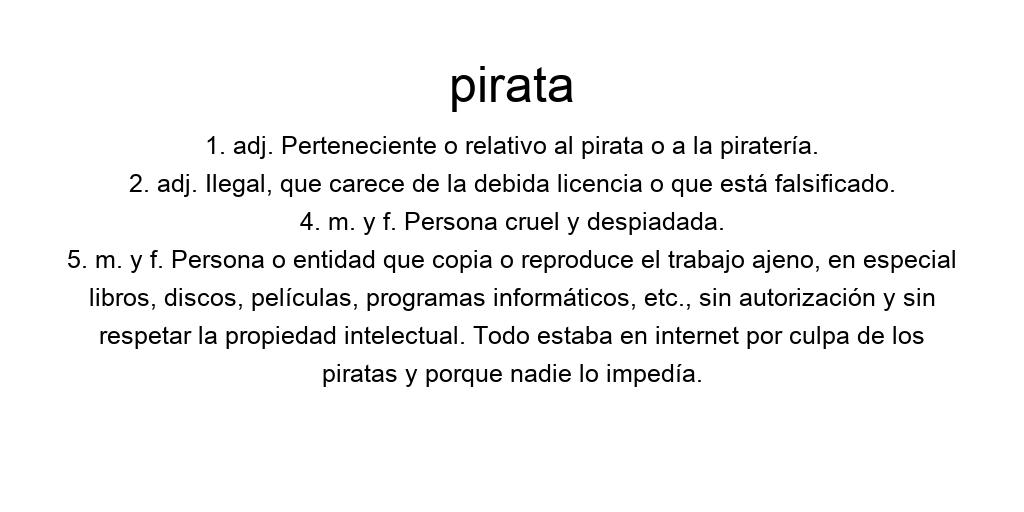 pirata
1. adj. Perteneciente o relativo al pirata o a la piratería.
2. adj. Ilegal, que carece de la debida licencia o que está falsificado.
4. m. y f. Persona cruel y despiadada.
5. m. y f. Persona o entidad que copia o reproduce el trabajo ajeno, en especial
libros, discos, películas, programas informáticos, etc., sin autorización y sin
respetar la propiedad intelectual. Todo estaba en internet por culpa de los
piratas y porque nadie lo impedía.